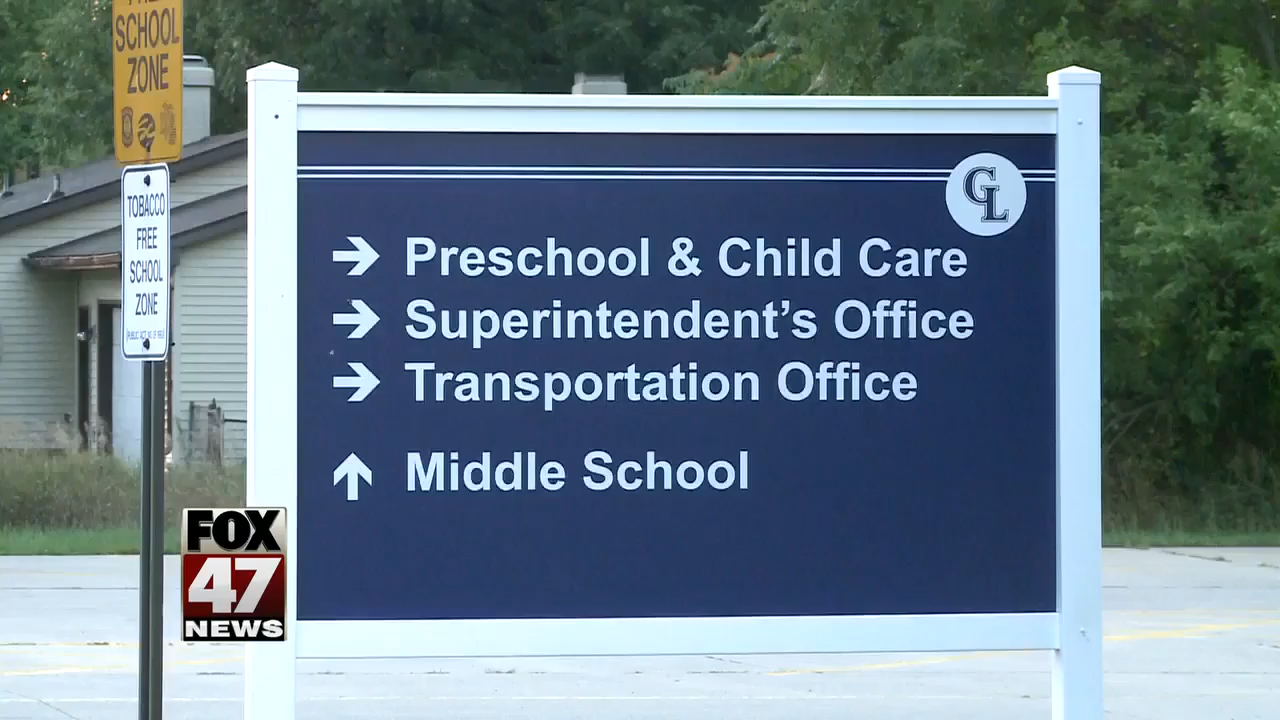 SCHOOL
ZONE
TOBACCO
FREE
SCHOOL
ZONE
GL
→ Preschool & Child Care
→ Superintendent’s Office
→ Transportation Office
↑ Middle School
FOX
47
NEWS